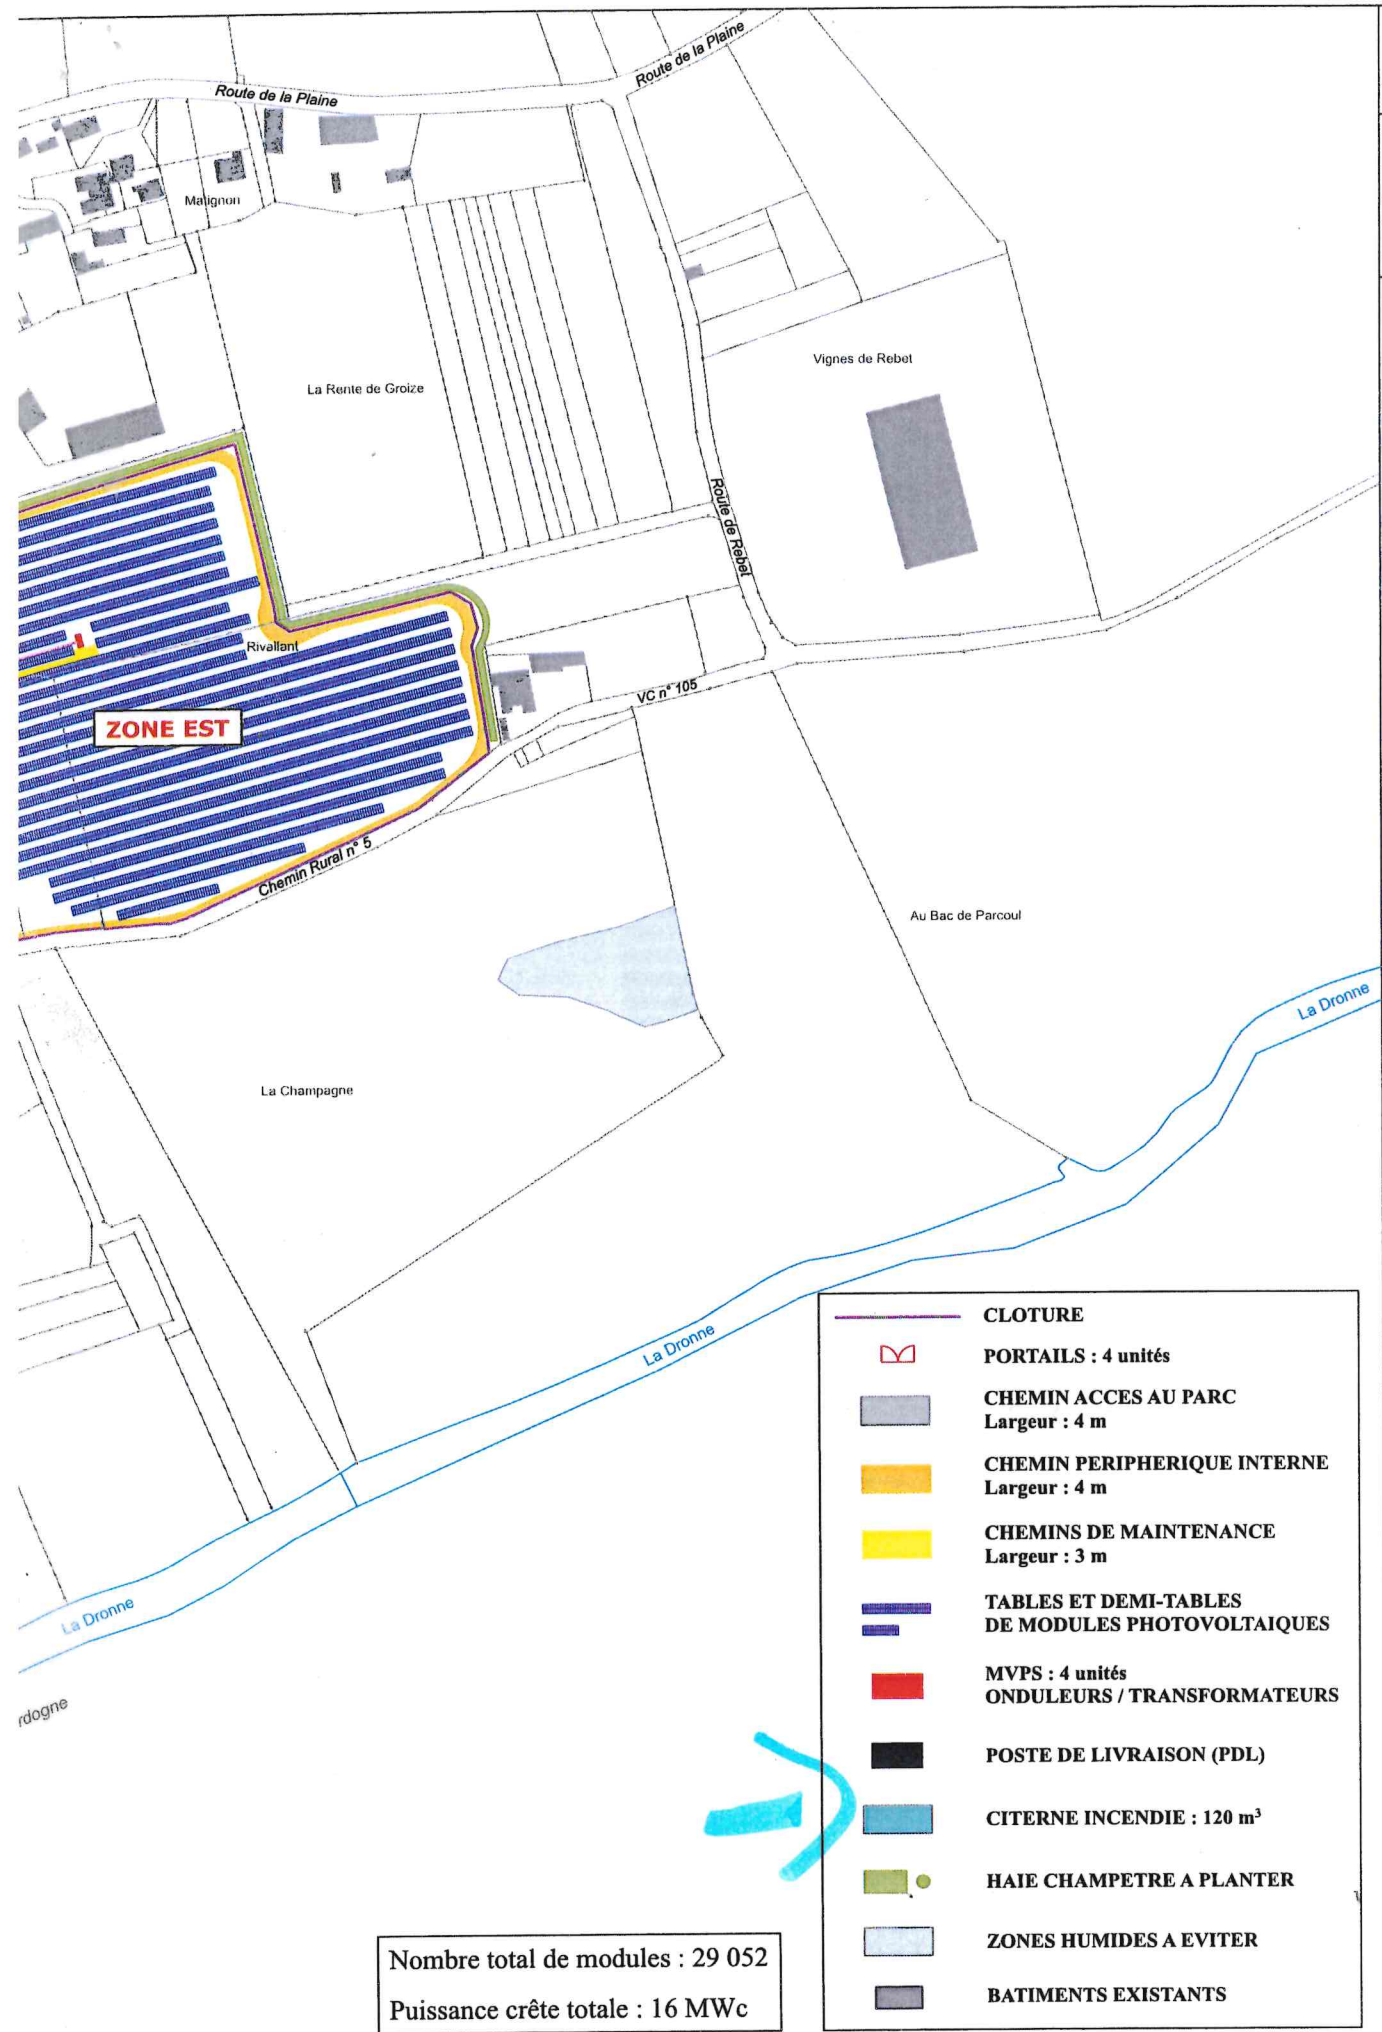 Route de la Plaine
Route de la Plaine
Matignon
Vignes de Rebet
La Rente de Groize
Route de Rebet
Rivallant
VC n° 105
ZONE EST
Chemin Rural n° 5
Au Bac de Parcoul
La Dronne
La Champagne
La Dronne
La Dronne
rdogne
CLOTURE
PORTAILS : 4 unités
CHEMIN ACCES AU PARC
Largeur : 4 m
CHEMIN PERIPHERIQUE INTERNE
Largeur : 4 m
CHEMINS DE MAINTENANCE
Largeur : 3 m
TABLES ET DEMI-TABLES
DE MODULES PHOTOVOLTAIQUES
MVPS : 4 unités
ONDULEURS / TRANSFORMATEURS
POSTE DE LIVRAISON (PDL)
CITERNE INCENDIE : 120 m³
HAIE CHAMPETRE A PLANTER
ZONES HUMIDES A EVITER
BATIMENTS EXISTANTS
Nombre total de modules : 29 052
Puissance crête totale : 16 MWc